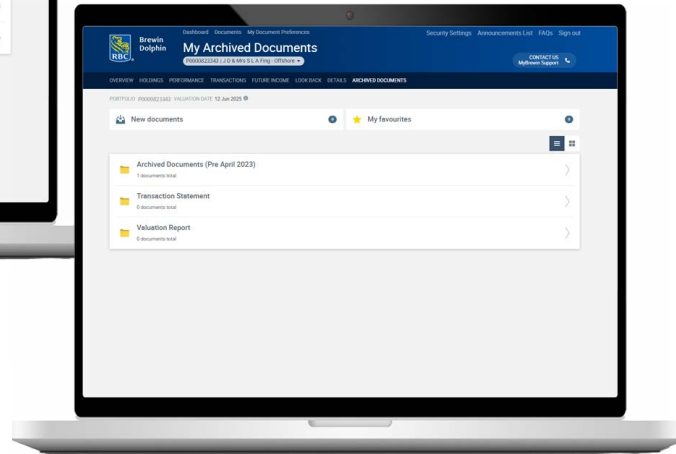 Brewin
Dolphin
RBC
Dashboard Documents My Document Preferences
Security Settings Announcements List FAQs Sign out
My Archived Documents
P0000823343 | J D & Mrs S L A Fing - Offshore
CONTACT US
MyBrewin Support
OVERVIEW HOLDINGS PERFORMANCE TRANSACTIONS FUTURE INCOME LOOK BACK DETAILS ARCHIVED DOCUMENTS
PORTFOLIO P0000823343 VALUATION DATE 12 Jun 2025
New documents
My favourites
Archived Documents (Pre April 2023)
1 documents total
Transaction Statement
0 documents total
Valuation Report
0 documents total